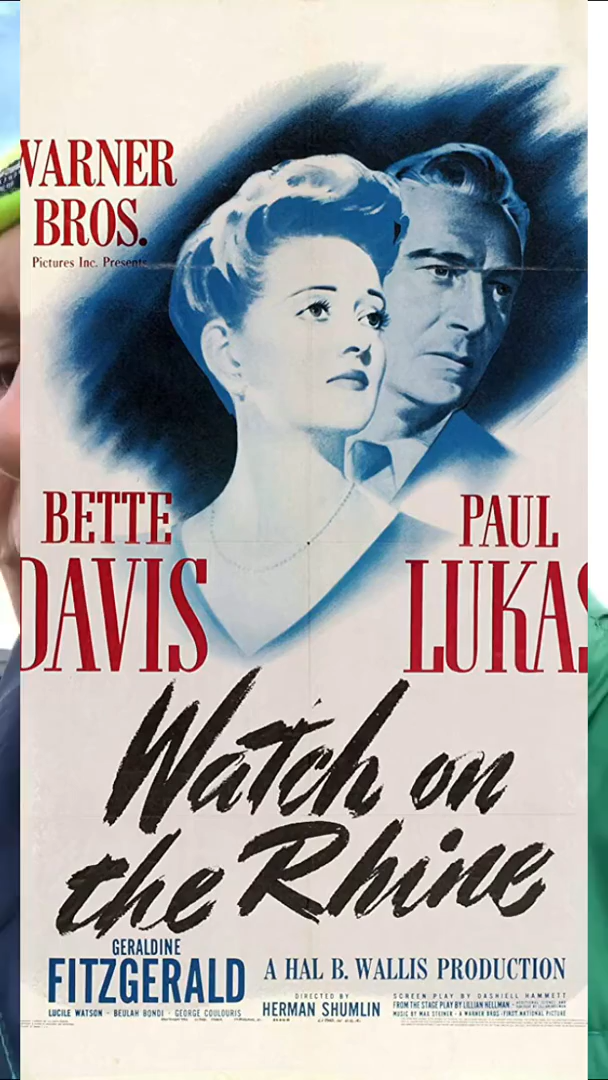 WARNER
BROS.
Pictures Inc. Presents
BETTE
DAVIS
PAUL
LUKAS
Watch on
the Rhine
GERALDINE
FITZGERALD
A HAL B. WALLIS PRODUCTION
LUCILE WATSON - BEULAH BONDI - GEORGE COULOURIS
DIRECTED BY
HERMAN SHUMLIN
SCREEN PLAY BY DASHIELL HAMMETT
FROM THE STAGE PLAY BY LILLIAN HELLMAN
MUSIC BY MAX STEINER - A WARNER BROS.-FIRST NATIONAL PICTURE